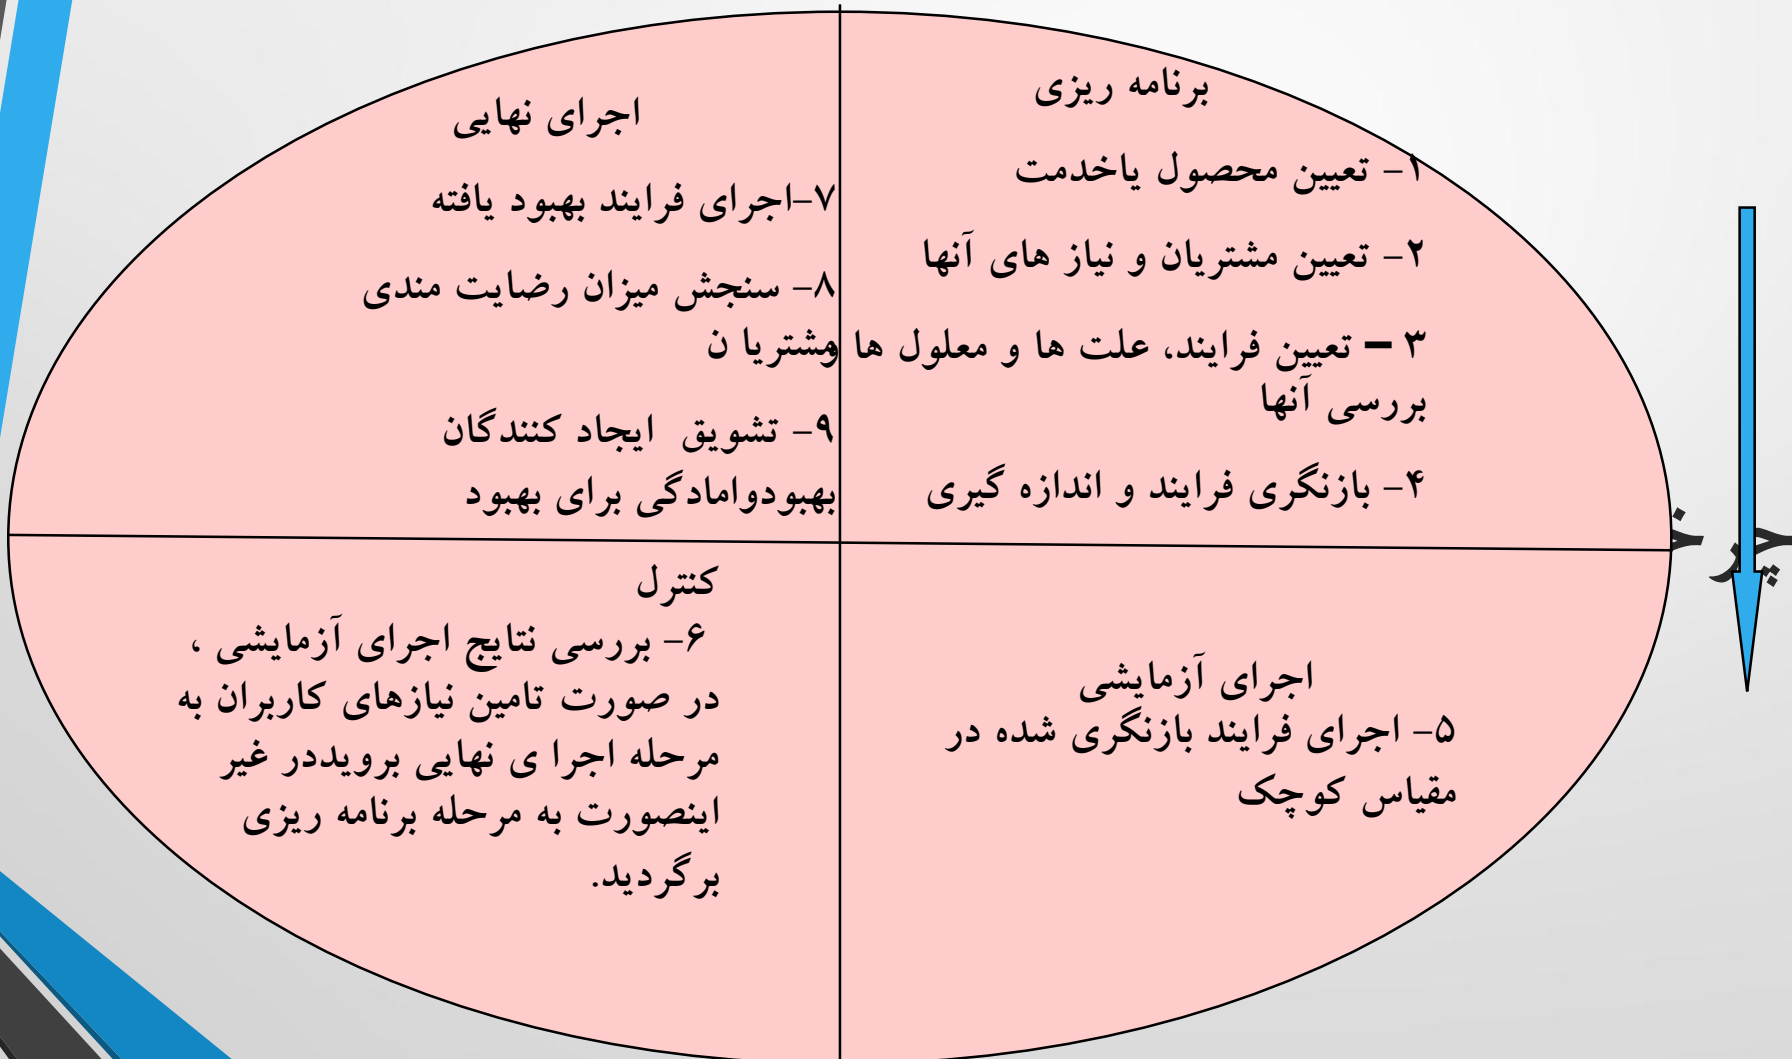 برنامه ریزی
۱- تعیین محصول یاخدمت
۲- تعیین مشتریان و نیاز های آنها
۳ – تعیین فرایند، علت ها و معلول ها و
بررسی آنها
۴- بازنگری فرایند و اندازه گیری
اجرای آزمایشی
۵- اجرای فرایند بازنگری شده در
مقیاس کوچک
کنترل
۶- بررسی نتایج اجرای آزمایشی ،
در صورت تامین نیازهای کاربران به
مرحله اجرا ی نهایی برویددر غیر
اینصورت به مرحله برنامه ریزی
برگردید.
اجرای نهایی
۷-اجرای فرایند بهبود یافته
۸- سنجش میزان رضایت مندی
مشتریا ن
۹- تشویق  ایجاد کنندگان
بهبودوامادگی برای بهبود